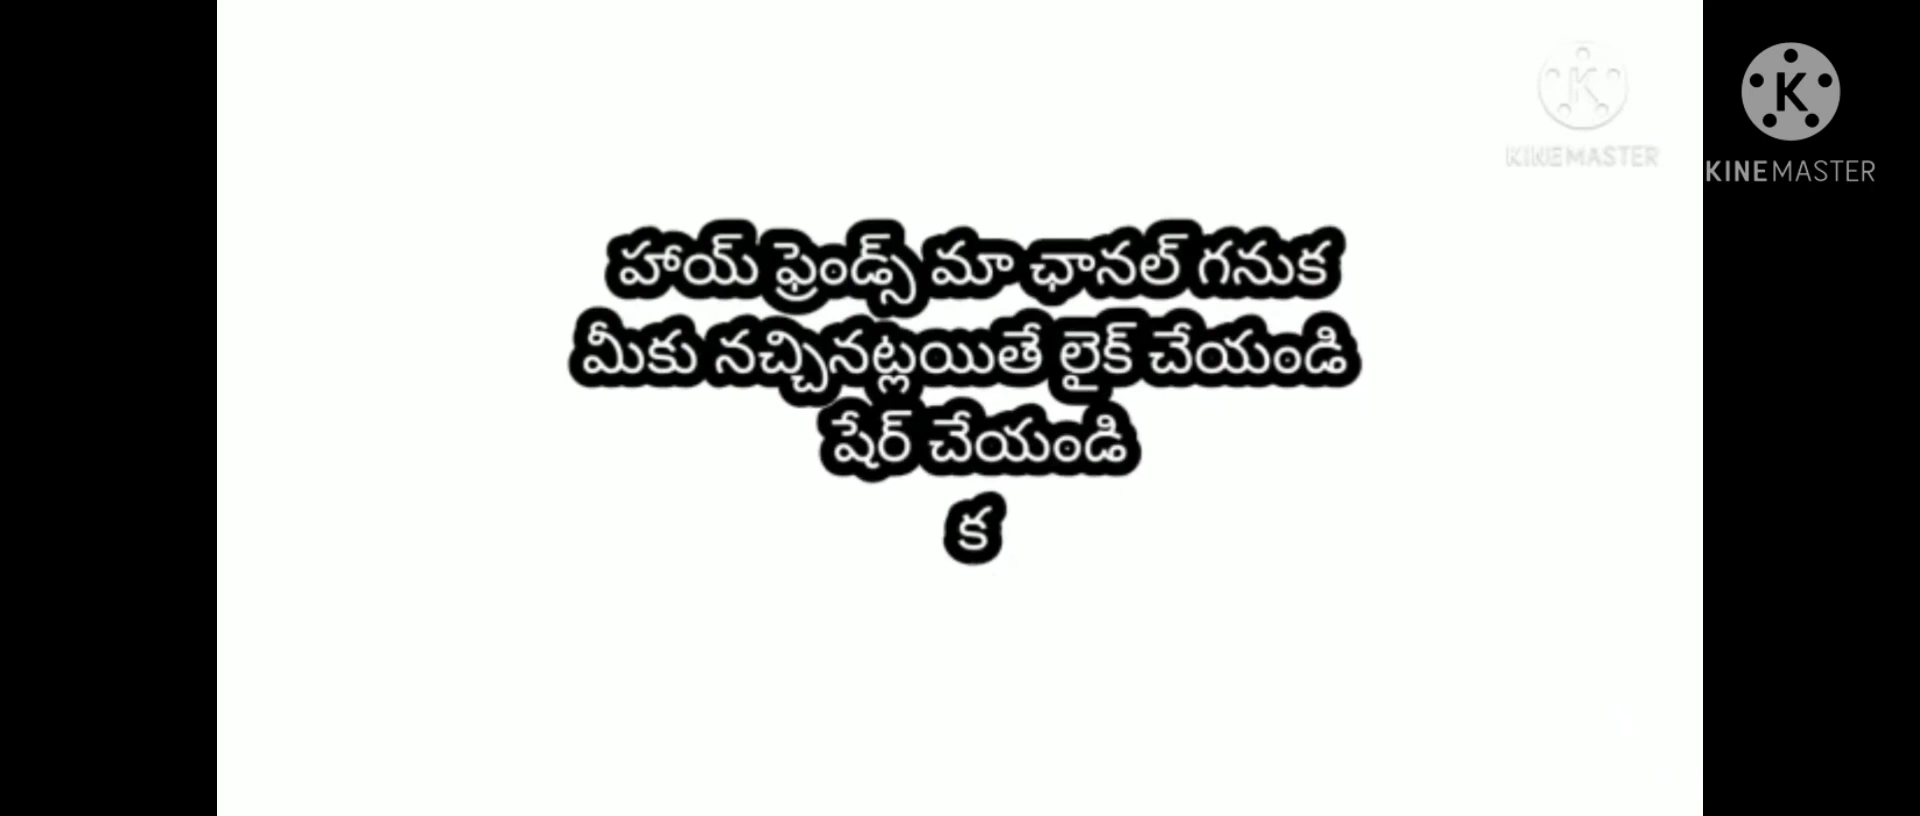 హాయ్ ఫ్రెండ్స్ మా ఛానల్ గనుక
మీకు నచ్చినట్లయితే లైక్ చేయండి
షేర్ చేయండి
క
K
KINEMASTER
K
KINEMASTER